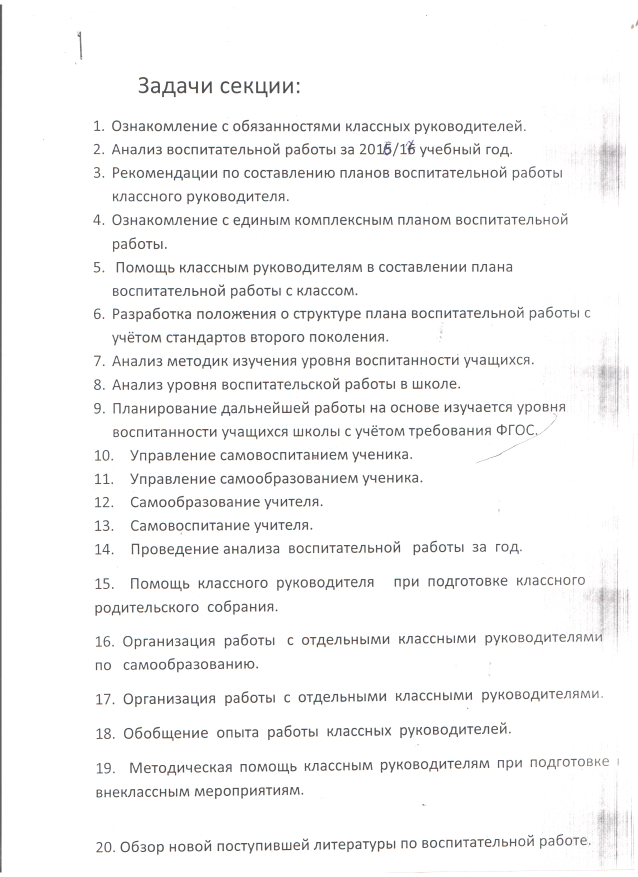 1
Задачи секции:
1. Ознакомление с обязанностями классных руководителей.
2. Анализ воспитательной работы за 2015/16 учебный год.
3. Рекомендации по составлению планов воспитательной работы
классного руководителя.
4. Ознакомление с единым комплексным планом воспитательной
работы.
5. Помощь классным руководителям в составлении плана
воспитательной работы с классом.
6. Разработка положения о структуре плана воспитательной работы с
учётом стандартов второго поколения.
7. Анализ методик изучения уровня воспитанности учащихся.
8. Анализ уровня воспитательской работы в школе.
9. Планирование дальнейшей работы на основе изучается уровня
воспитанности учащихся школы с учётом требования ФГОС.
10. Управление самовоспитанием ученика.
11. Управление самообразованием ученика.
12. Самообразование учителя.
13. Самовоспитание учителя.
14. Проведение анализа воспитательной работы за год.
15. Помощь классного руководителя при подготовке классного
родительского собрания.
16. Организация работы с отдельными классными руководителями
по самообразованию.
17. Организация работы с отдельными классными руководителями.
18. Обобщение опыта работы классных руководителей.
19. Методическая помощь классным руководителям при подготовке
внеклассным мероприятиям.
20. Обзор новой поступившей литературы по воспитательной работе.